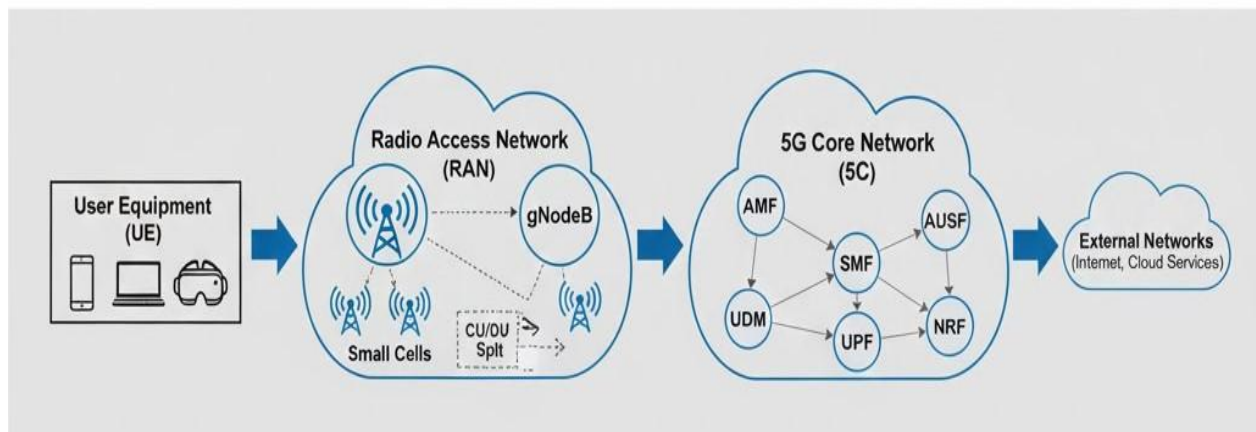 User Equipment
(UE)
Radio Access Network
(RAN)
gNodeB
Small Cells
CU/DU
Splt
5G Core Network
(5C)
AMF
AUSF
SMF
UDM
UPF
NRF
External Networks
(Internet, Cloud Services)